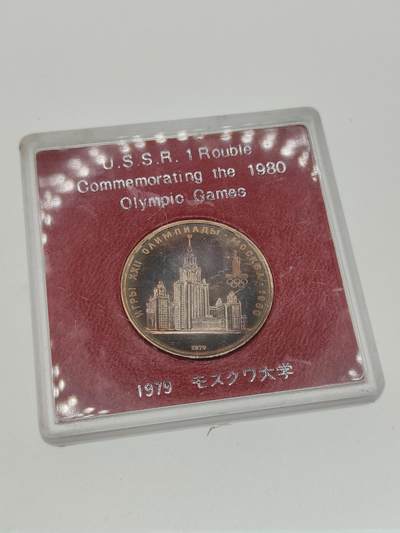 U.S.S.R. 1 Rouble
Commemorating the 1980
Olympic Games
ИГРЫ XXII ОЛИМПИАДЫ · МОСКВА · 1980
1979
1979 モスクワ大学